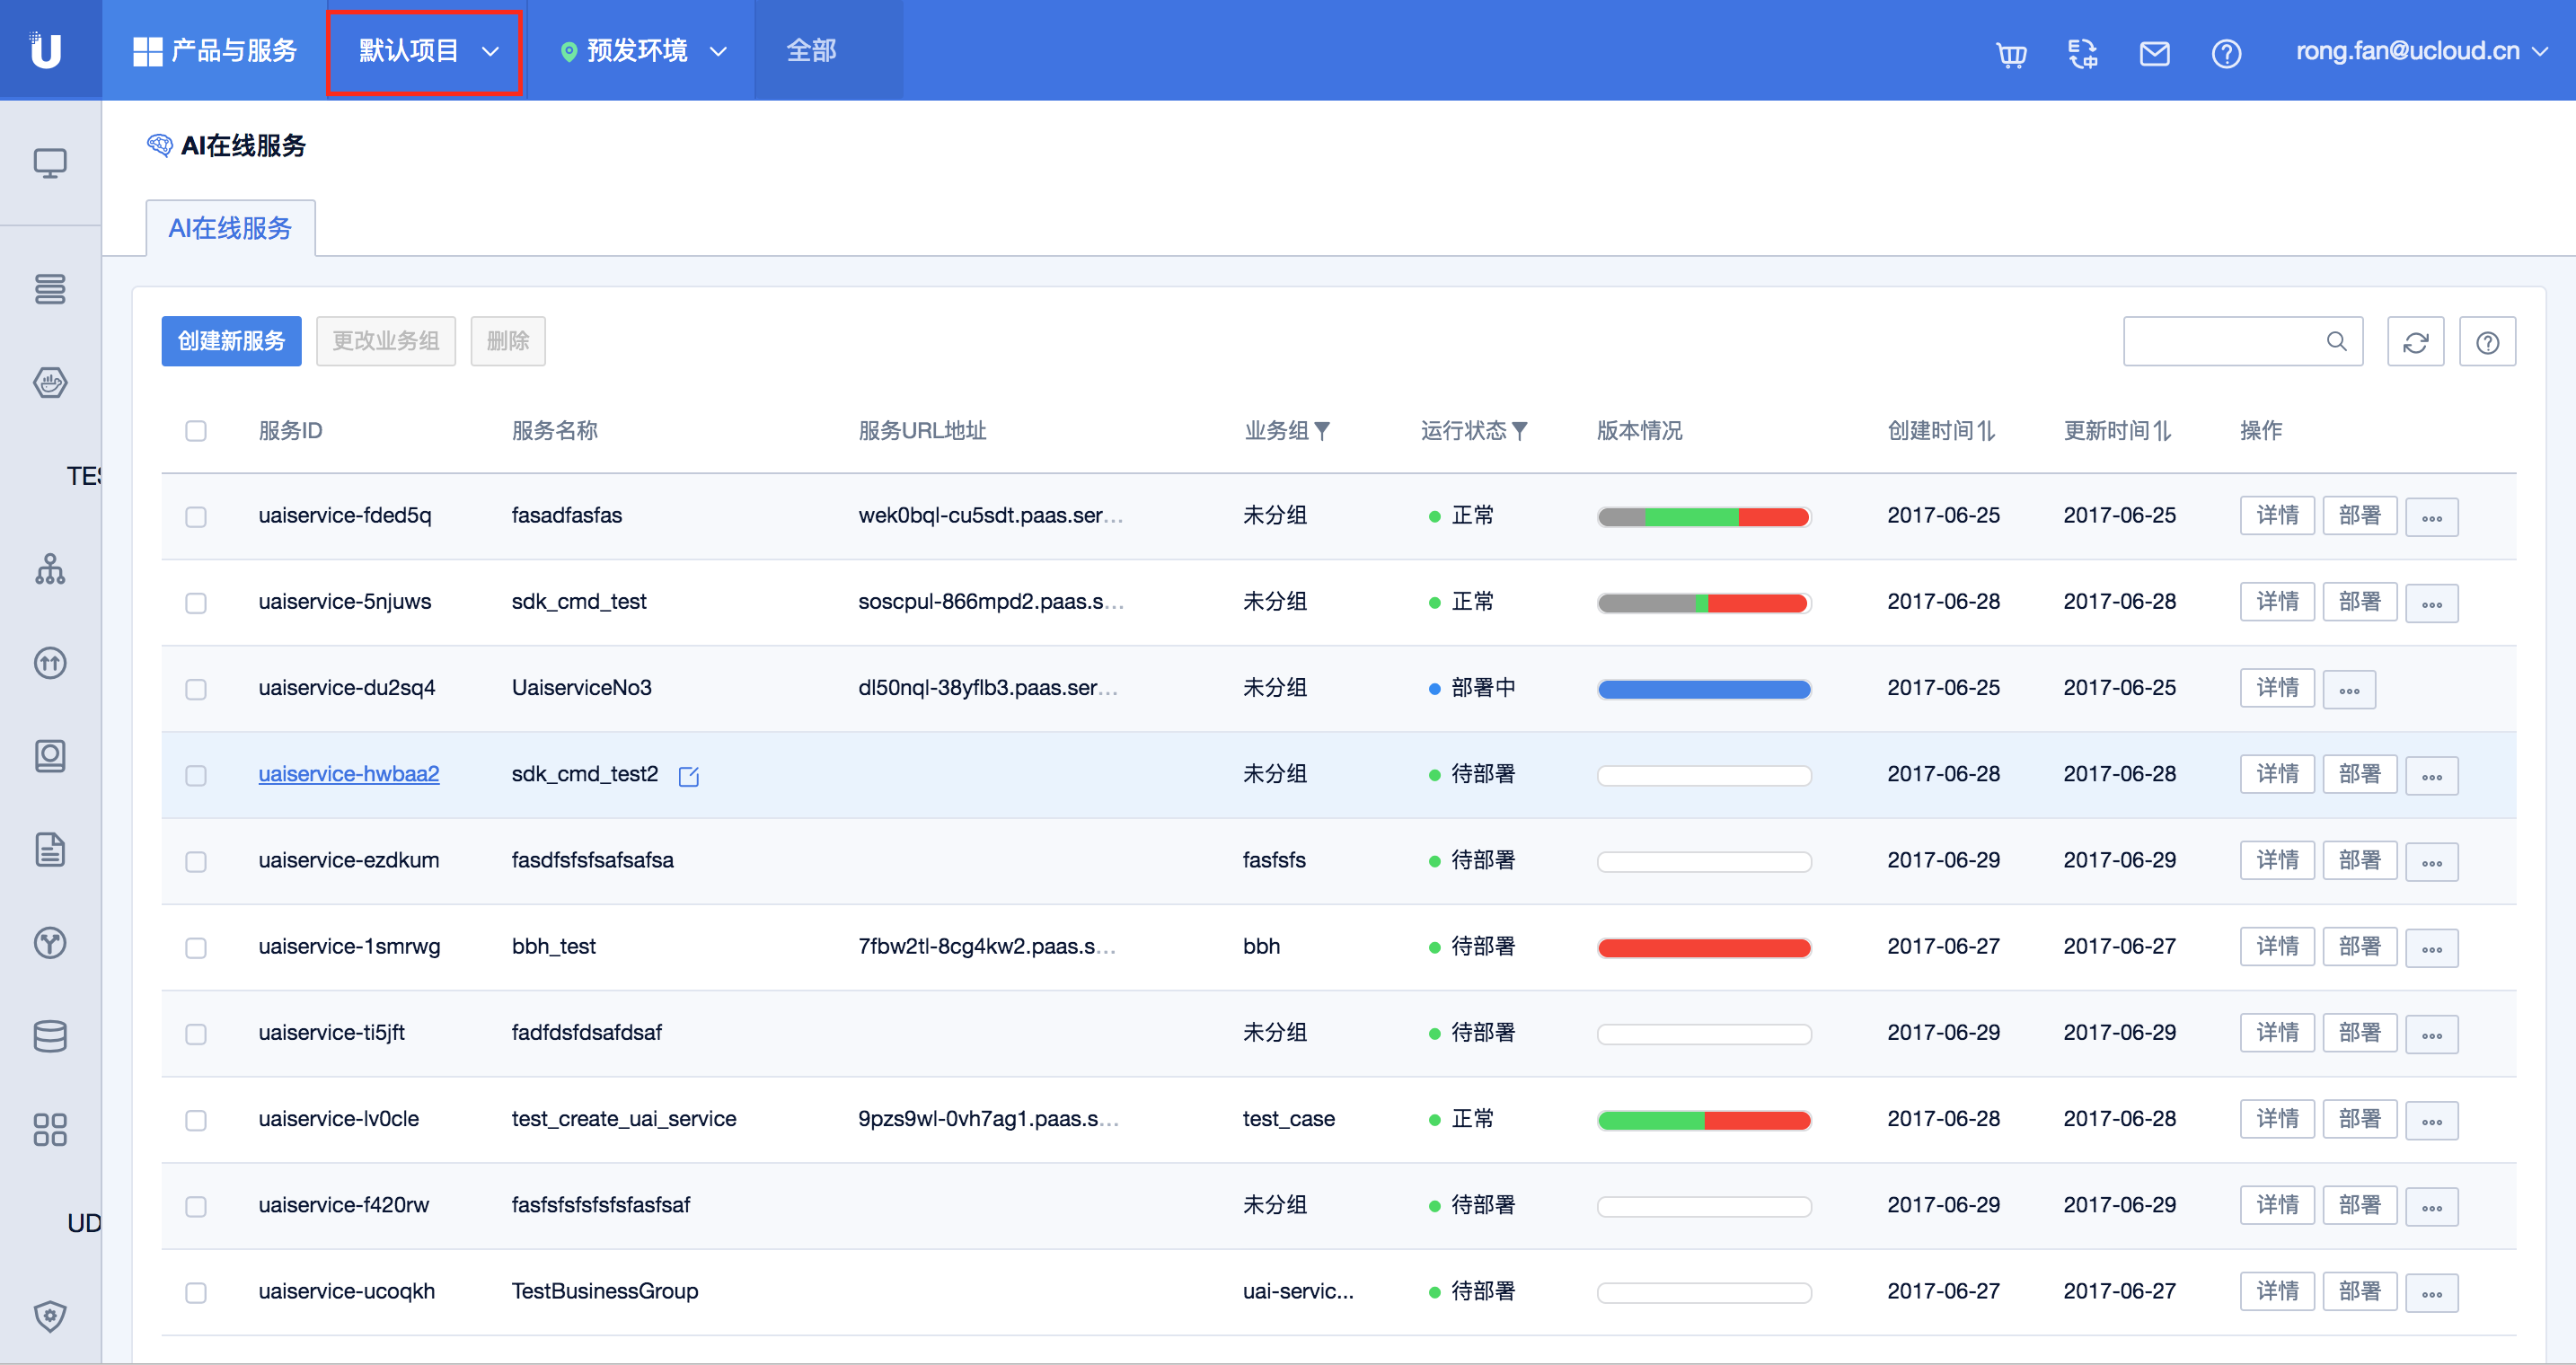 U 产品与服务 默认项目 预发环境 全部 rong.fan@ucloud.cn
AI在线服务
AI在线服务
创建新服务 更改业务组 删除
服务ID 服务名称 服务URL地址 业务组 运行状态 版本情况 创建时间 更新时间 操作
TES
uaiservice-fded5q fasadfasfas wek0bql-cu5sdt.paas.ser... 未分组 正常 2017-06-25 2017-06-25 详情 部署
uaiservice-5njuws sdk_cmd_test soscpul-866mpd2.paas.s... 未分组 正常 2017-06-28 2017-06-28 详情 部署
uaiservice-du2sq4 UaiserviceNo3 dl50nql-38yflb3.paas.ser... 未分组 部署中 2017-06-25 2017-06-25 详情
uaiservice-hwbaa2 sdk_cmd_test2 未分组 待部署 2017-06-28 2017-06-28 详情 部署
uaiservice-ezdkum fasdfsfsfsafsafsa fasfsfs 待部署 2017-06-29 2017-06-29 详情 部署
uaiservice-1smrwg bbh_test 7fbw2tl-8cg4kw2.paas.s... bbh 待部署 2017-06-27 2017-06-27 详情 部署
uaiservice-ti5jft fadfdsfdsafdsaf 未分组 待部署 2017-06-29 2017-06-29 详情 部署
uaiservice-lv0cle test_create_uai_service 9pzs9wl-0vh7ag1.paas.s... test_case 正常 2017-06-28 2017-06-28 详情 部署
uaiservice-f420rw fasfsfsfsfsfsfasfsaf 未分组 待部署 2017-06-29 2017-06-29 详情 部署
UD
uaiservice-ucoqkh TestBusinessGroup uai-servic... 待部署 2017-06-27 2017-06-27 详情 部署